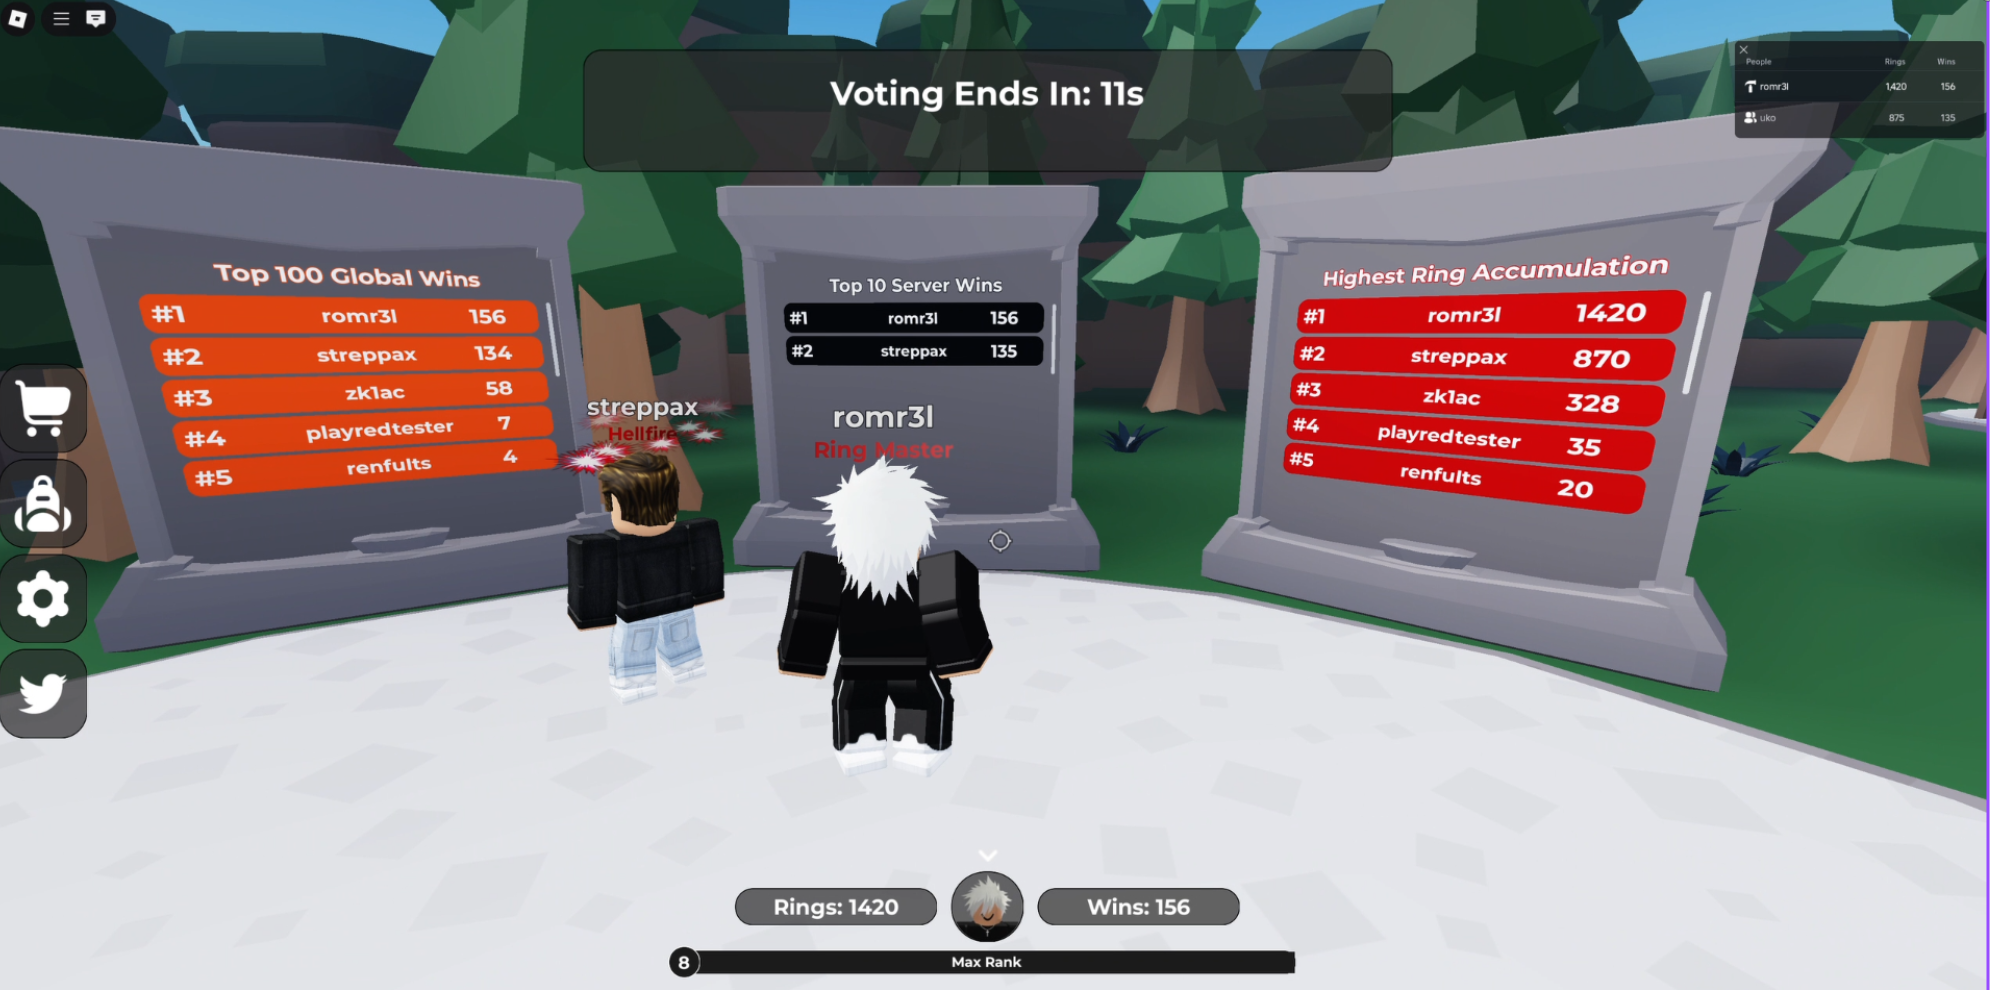 Voting Ends In: 11s
People Rings Wins
romr3l 1,420 156
uko 875 135
Top 100 Global Wins
#1 romr3l 156
#2 streppax 134
#3 zk1ac 58
#4 playredtester 7
#5 renfults 4
Top 10 Server Wins
#1 romr3l 156
#2 streppax 135
Highest Ring Accumulation
#1 romr3l 1420
#2 streppax 870
#3 zk1ac 328
#4 playredtester 35
#5 renfults 20
streppax
Hellfire
romr3l
Ring Master
Rings: 1420
Wins: 156
8
Max Rank